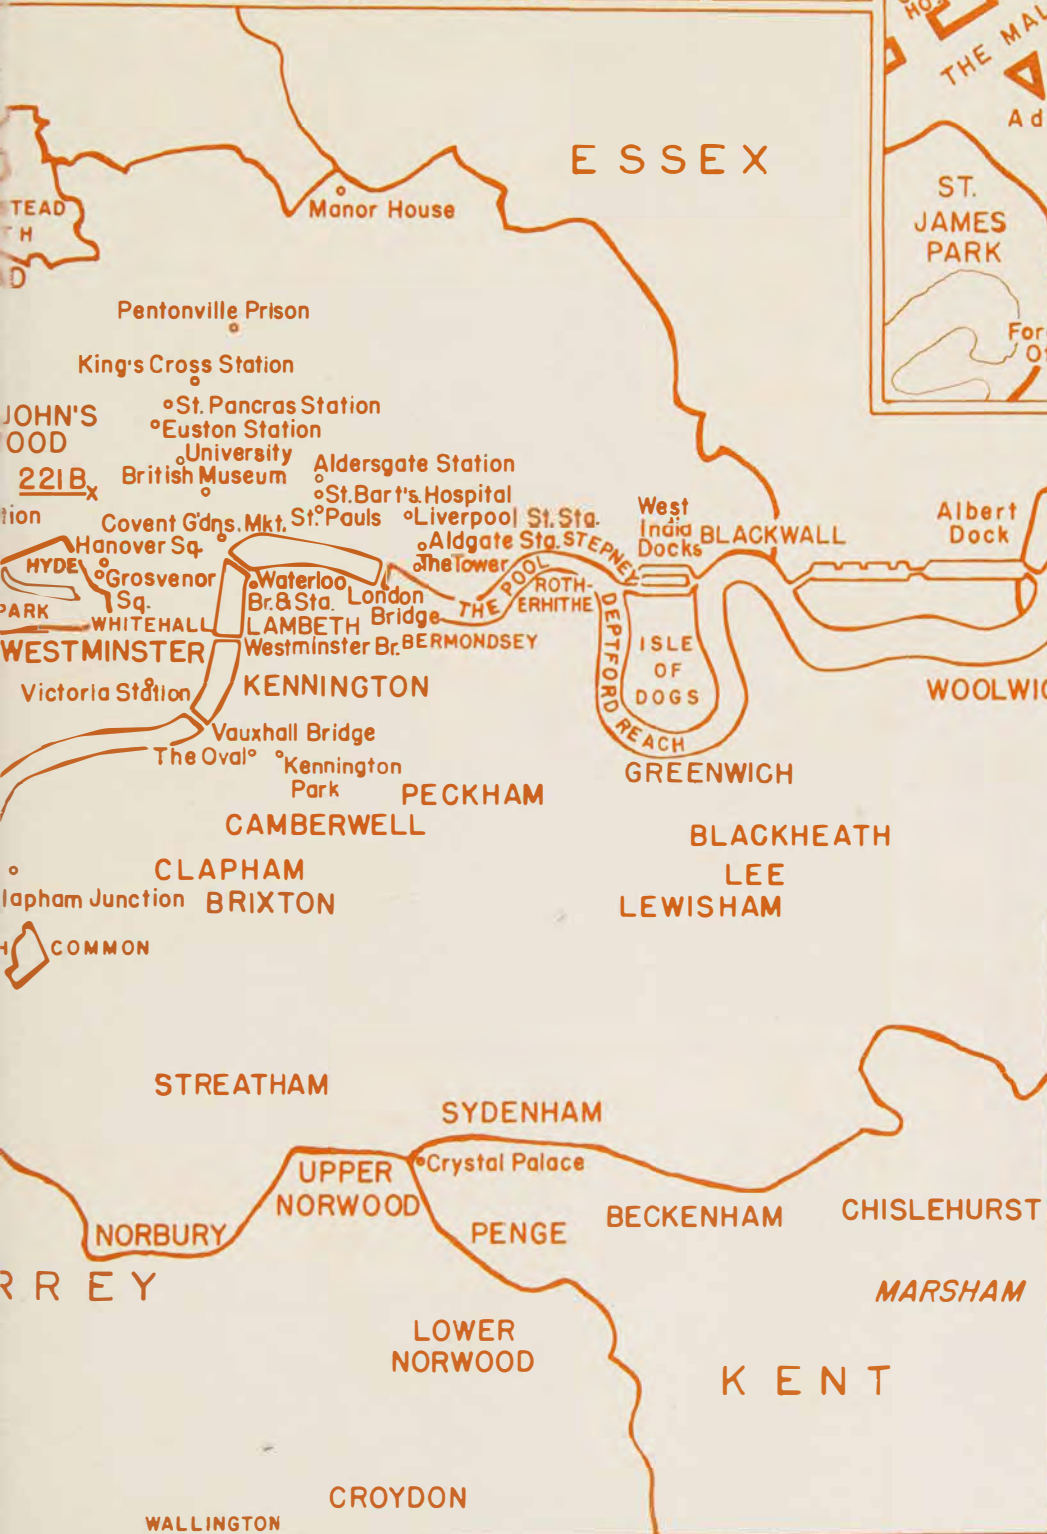 THE MAL
Ad
ESSEX
ST.
JAMES
PARK
Manor House
TEAD
H
D
Pentonville Prison
King's Cross Station
St. Pancras Station
Euston Station
JOHN'S
OOD
University
British Museum
221B
x
Aldersgate Station
St. Bart's. Hospital
St. Pauls
Liverpool St. Sta.
tion
Covent G'dns. Mkt.
Hanover Sq.
HYDE
PARK
Grosvenor
Sq.
WHITEHALL
WESTMINSTER
Aldgate Sta.
The Tower
STEPNEY
West
India
Docks
BLACKWALL
Albert
Dock
Waterloo
Br. & Sta.
London
Bridge
THE POOL
ROTH-
ERHITHE
LAMBETH
Westminster Br.
BERMONDSEY
DEPTFORD REACH
ISLE
OF
DOGS
WOOLWIC
Victoria Station
KENNINGTON
Vauxhall Bridge
The Oval
Kennington
Park
GREENWICH
PECKHAM
CAMBERWELL
BLACKHEATH
LEE
LEWISHAM
CLAPHAM
lapham Junction
BRIXTON
H
COMMON
STREATHAM
SYDENHAM
Crystal Palace
UPPER
NORWOOD
NORBURY
PENGE
BECKENHAM
CHISLEHURST
RREY
MARSHAM
LOWER
NORWOOD
KENT
CROYDON
WALLINGTON
For
Of